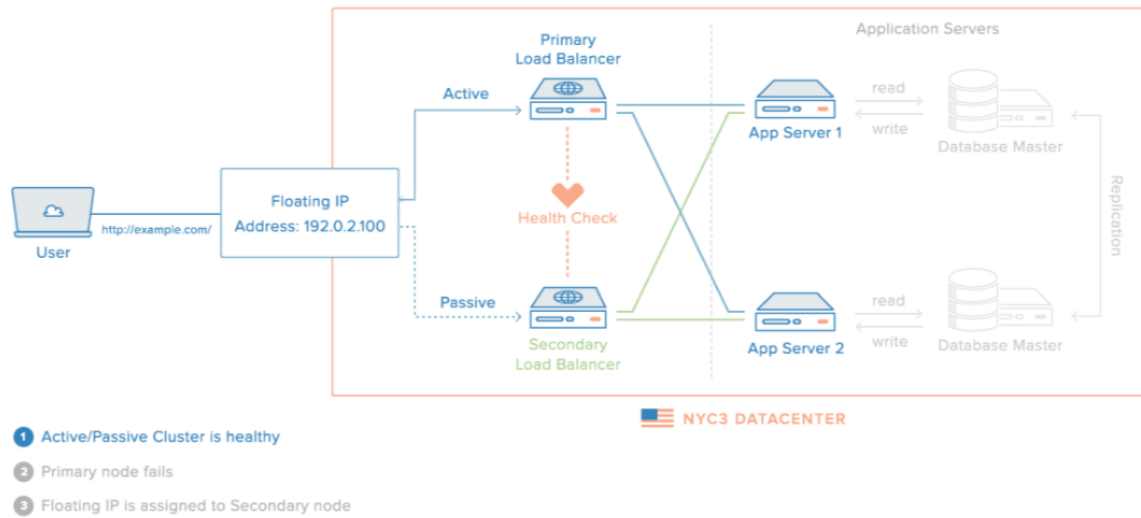 Primary
Load Balancer
Application Servers
Active
read
write
App Server 1
Database Master
Floating IP
Address: 192.0.2.100
http://example.com/
User
Health Check
Replication
Passive
read
write
App Server 2
Database Master
Secondary
Load Balancer
NYC3 DATACENTER
1 Active/Passive Cluster is healthy
2 Primary node fails
3 Floating IP is assigned to Secondary node